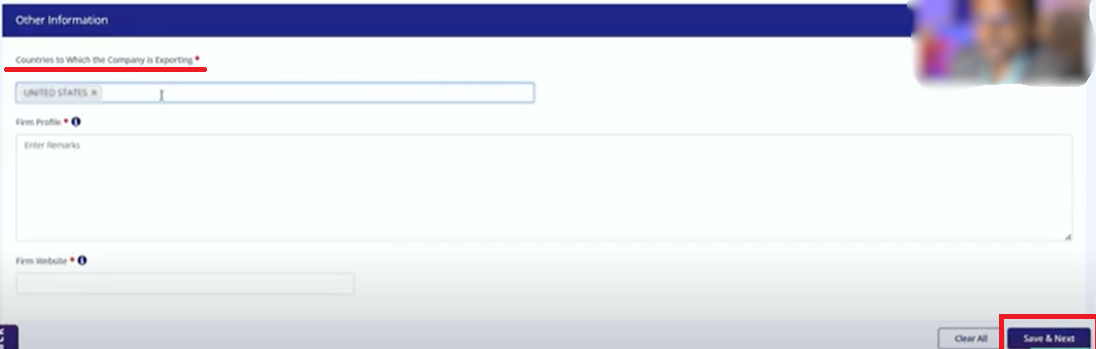 Other Information
Countries to Which the Company is Exporting *
UNITED STATES ×
Firm Profile *
Enter Remarks
Firm Website *
Clear All
Save & Next